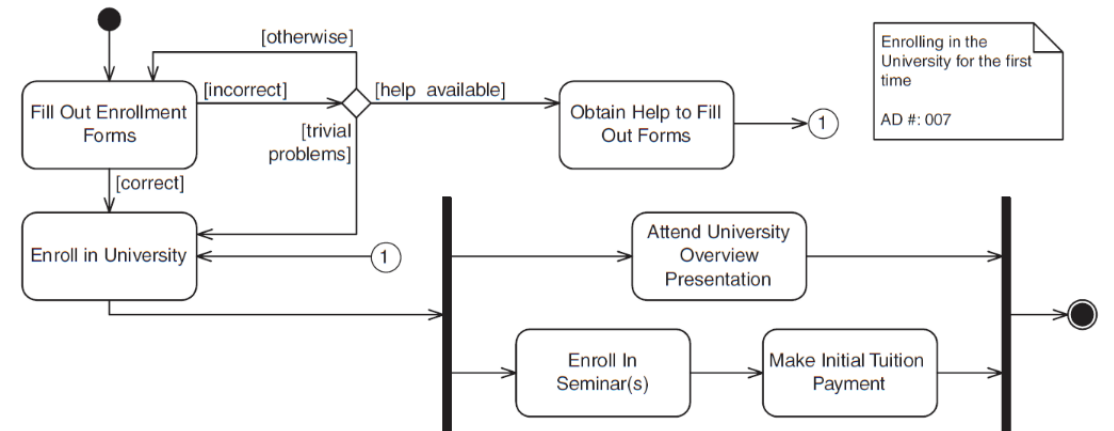 [otherwise]
Fill Out Enrollment
Forms
[incorrect]
[help available]
[trivial
problems]
Obtain Help to Fill
Out Forms
1
Enrolling in the
University for the first
time
AD #: 007
[correct]
Enroll in University
1
Attend University
Overview
Presentation
Enroll In
Seminar(s)
Make Initial Tuition
Payment